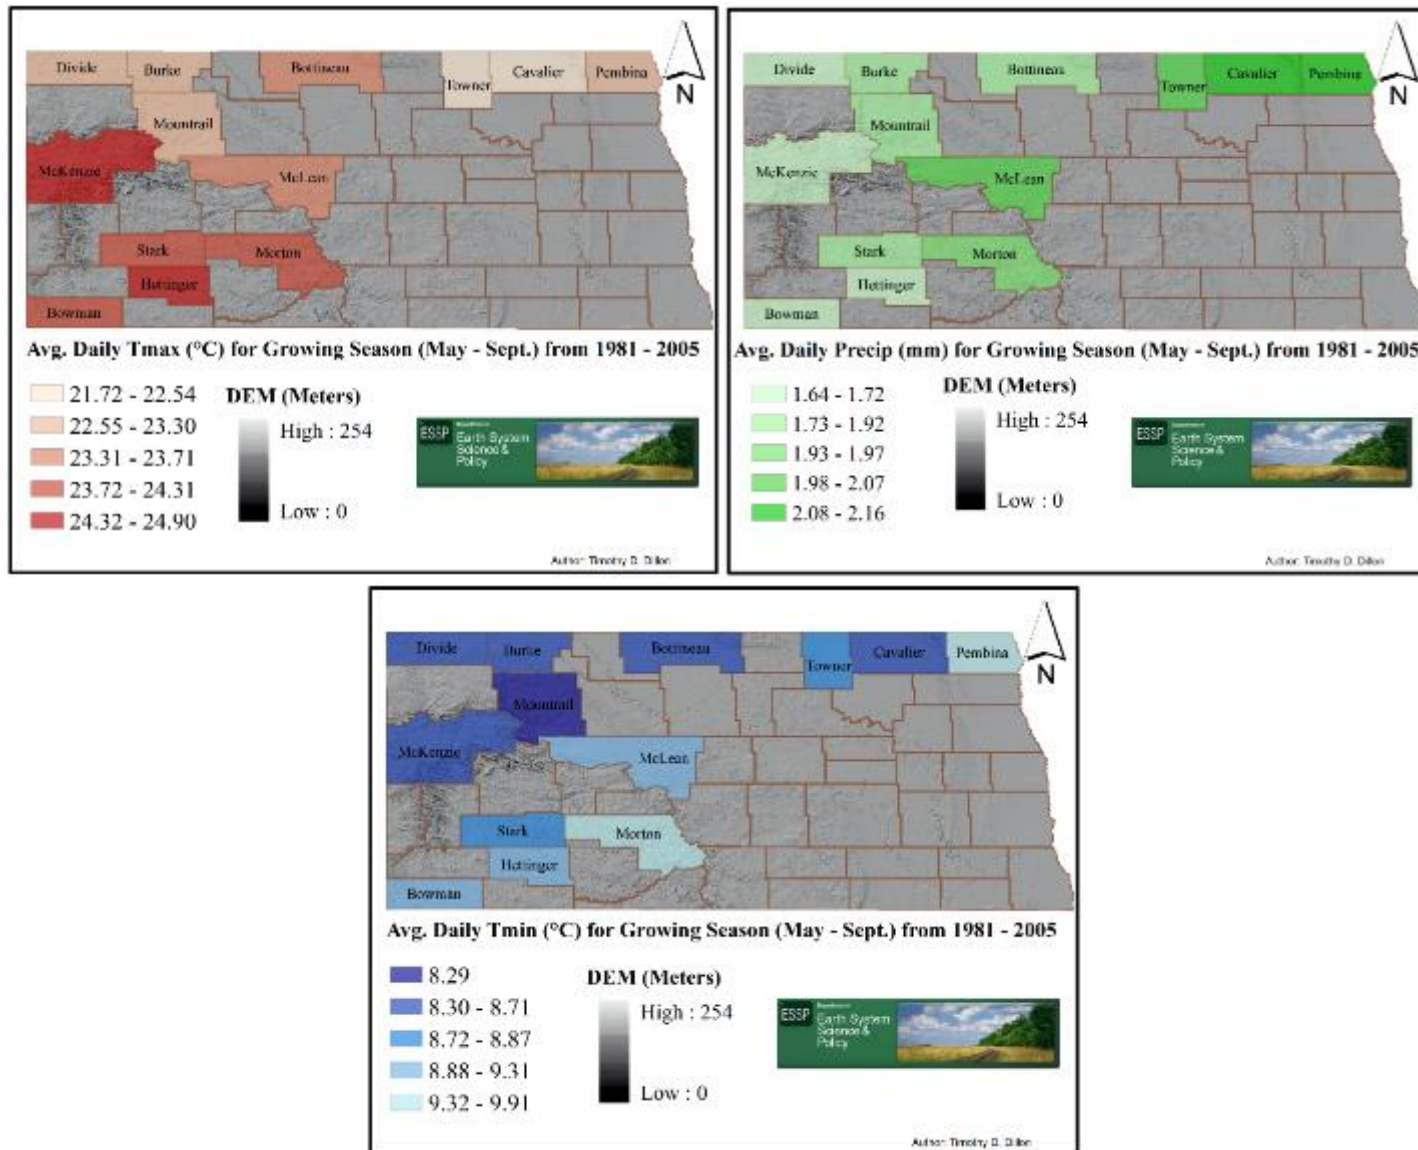 Divide
Burke
Bottineau
Towner
Cavalier
Pembina
N
Mountrail
McKenzie
McLean
Stark
Morton
Hettinger
Bowman
Avg. Daily Tmax (°C) for Growing Season (May - Sept.) from 1981 - 2005
21.72 - 22.54
22.55 - 23.30
23.31 - 23.71
23.72 - 24.31
24.32 - 24.90
DEM (Meters)
High : 254
Low : 0
ESSP
Earth System
Science &
Policy
Author: Timothy D. Dillon
Divide
Burke
Bottineau
Towner
Cavalier
Pembina
N
Mountrail
McKenzie
McLean
Stark
Morton
Hettinger
Bowman
Avg. Daily Precip (mm) for Growing Season (May - Sept.) from 1981 - 2005
1.64 - 1.72
1.73 - 1.92
1.93 - 1.97
1.98 - 2.07
2.08 - 2.16
DEM (Meters)
High : 254
Low : 0
ESSP
Earth System
Science &
Policy
Author: Timothy D. Dillon
Divide
Burke
Bottineau
Towner
Cavalier
Pembina
N
Mountrail
McKenzie
McLean
Stark
Morton
Hettinger
Bowman
Avg. Daily Tmin (°C) for Growing Season (May - Sept.) from 1981 - 2005
8.29
8.30 - 8.71
8.72 - 8.87
8.88 - 9.31
9.32 - 9.91
DEM (Meters)
High : 254
Low : 0
ESSP
Earth System
Science &
Policy
Author: Timothy D. Dillon